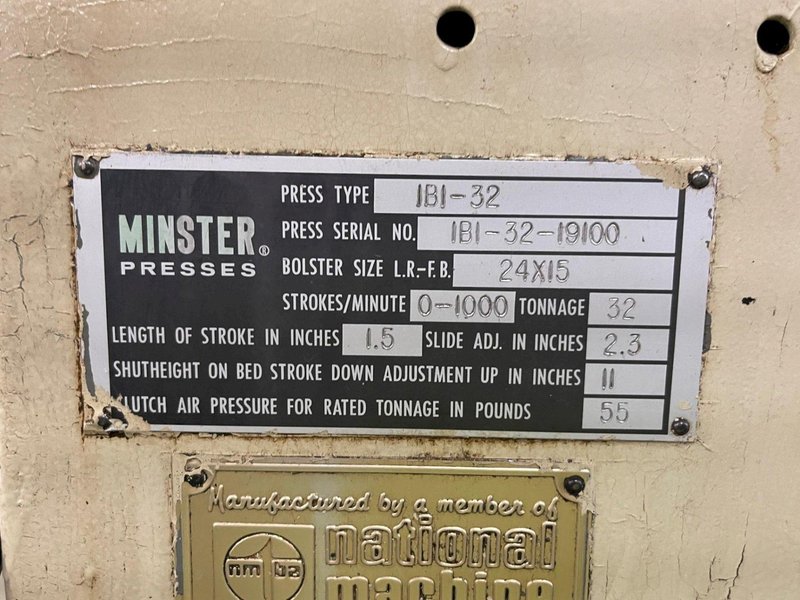 PRESS TYPE 1B1-32
MINSTER®
PRESSES
PRESS SERIAL NO. 1B1-32-19100
BOLSTER SIZE L.R.-F.B. 24X15
STROKES/MINUTE 0-1000 TONNAGE 32
LENGTH OF STROKE IN INCHES 1.5 SLIDE ADJ. IN INCHES 2.3
SHUTHEIGHT ON BED STROKE DOWN ADJUSTMENT UP IN INCHES 11
CLUTCH AIR PRESSURE FOR RATED TONNAGE IN POUNDS 55
Manufactured by a member of
national
nm ba
machine